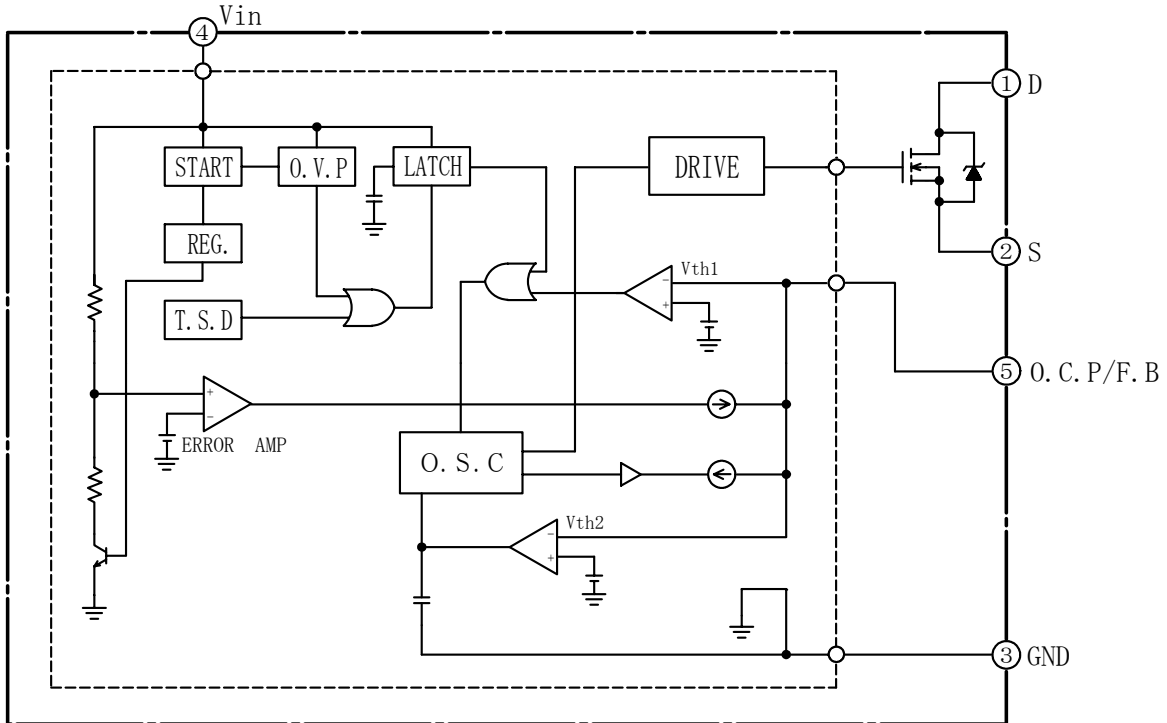 ④ Vin
① D
START
O.V.P
LATCH
DRIVE
REG.
② S
Vth1
- +
T.S.D
⑤ O.C.P/F.B
+ -
ERROR AMP
O.S.C
Vth2
- +
③ GND